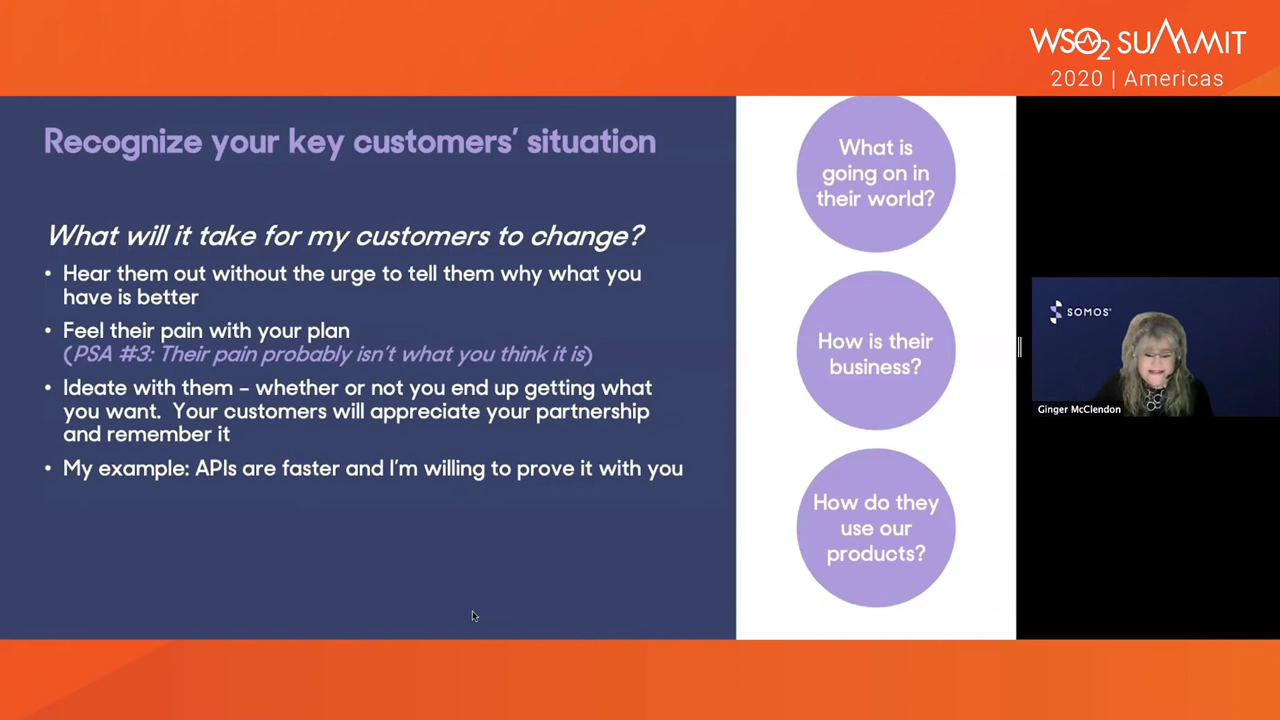 WSO2 SUMMIT
2020 | Americas
Recognize your key customers' situation
What will it take for my customers to change?
• Hear them out without the urge to tell them why what you
have is better
• Feel their pain with your plan
(PSA #3: Their pain probably isn't what you think it is)
• Ideate with them – whether or not you end up getting what
you want.  Your customers will appreciate your partnership
and remember it
• My example: APIs are faster and I'm willing to prove it with you
What is
going on in
their world?
How is their
business?
How do they
use our
products?
SOMOS
Ginger McClendon